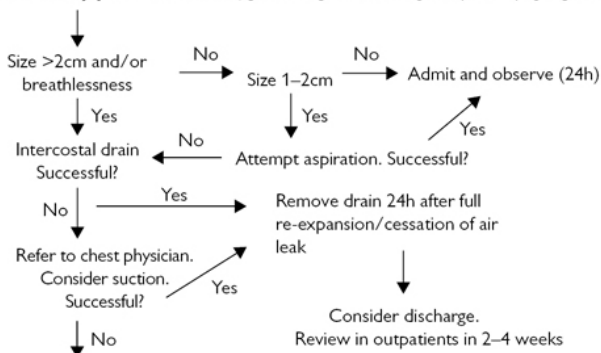 Size >2cm and/or
breathlessness
No
Size 1–2cm
No
Admit and observe (24h)
Yes
Yes
Yes
Intercostal drain
Successful?
No
Attempt aspiration. Successful?
No
Yes
Remove drain 24h after full
re-expansion/cessation of air
leak
Refer to chest physician.
Consider suction.
Successful?
Yes
Consider discharge.
Review in outpatients in 2–4 weeks
No